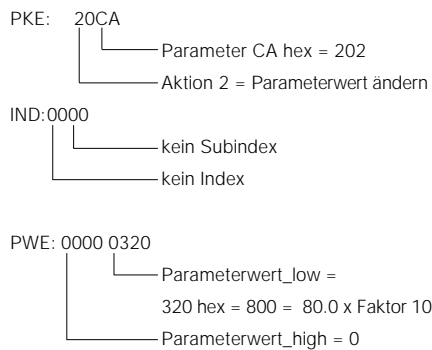 PKE: 20CA
Parameter CA hex = 202
Aktion 2 = Parameterwert ändern
IND:0000
kein Subindex
kein Index
PWE: 0000 0320
Parameterwert_low =
320 hex = 800 = 80.0 x Faktor 10
Parameterwert_high = 0